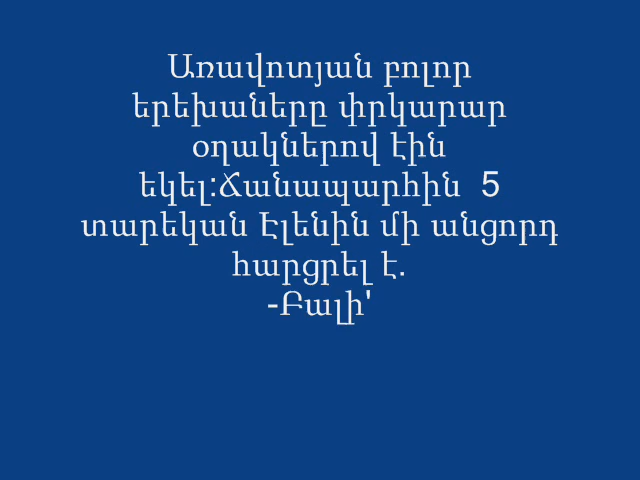 Առավոտյան բոլոր
երեխաները փրկարար
օղակներով էին
եկել:Ճանապարհին  5
տարեկան Էլենին մի անցորդ
հարցրել է.
-Բալի'